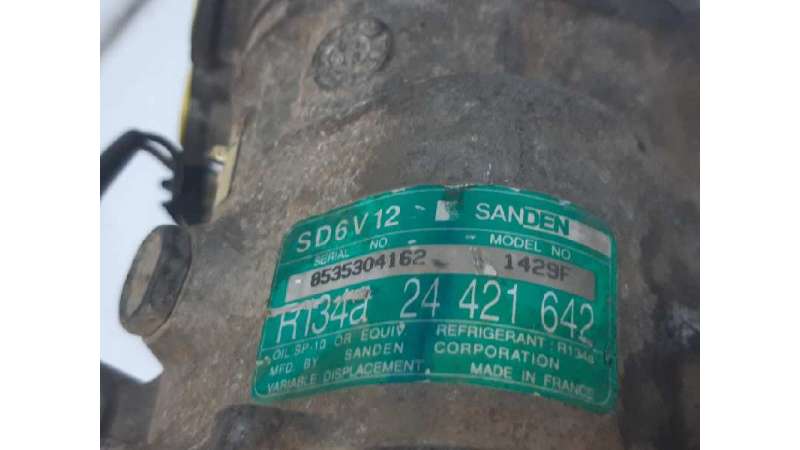 SD6V12 SANDEN
SERIAL NO MODEL NO
8535304162 1429F
R134a 24 421 642
OIL SP-10 OR EQUIV REFRIGERANT : R134a
MFD. BY SANDEN CORPORATION
VARIABLE DISPLACEMENT MADE IN FRANCE